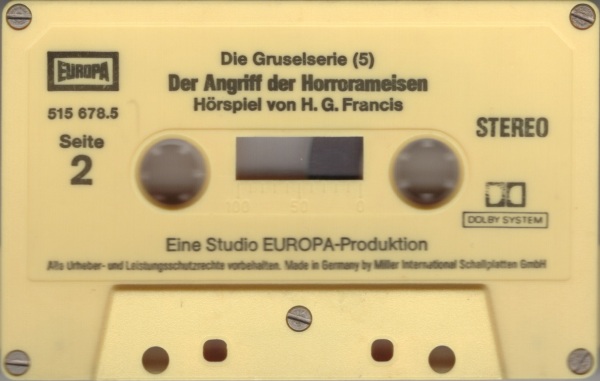 Die Gruselserie (5)
EUROPA
Der Angriff der Horrorameisen
Hörspiel von H. G. Francis
515 678.5
STEREO
Seite
2
100 50 0
DOLBY SYSTEM
Eine Studio EUROPA-Produktion
Alle Urheber- und Leistungsschutzrechte vorbehalten. Made in Germany by Miller International Schallplatten GmbH